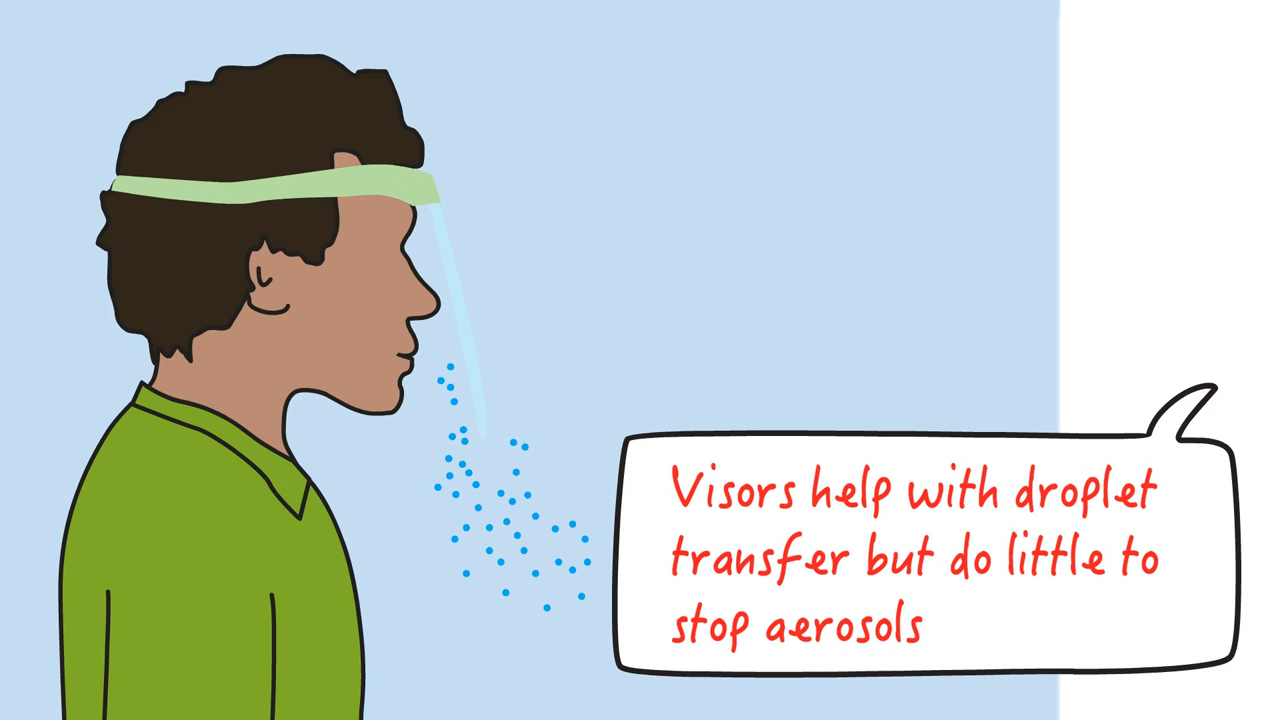 Visors help with droplet
transfer but do little to
stop aerosols